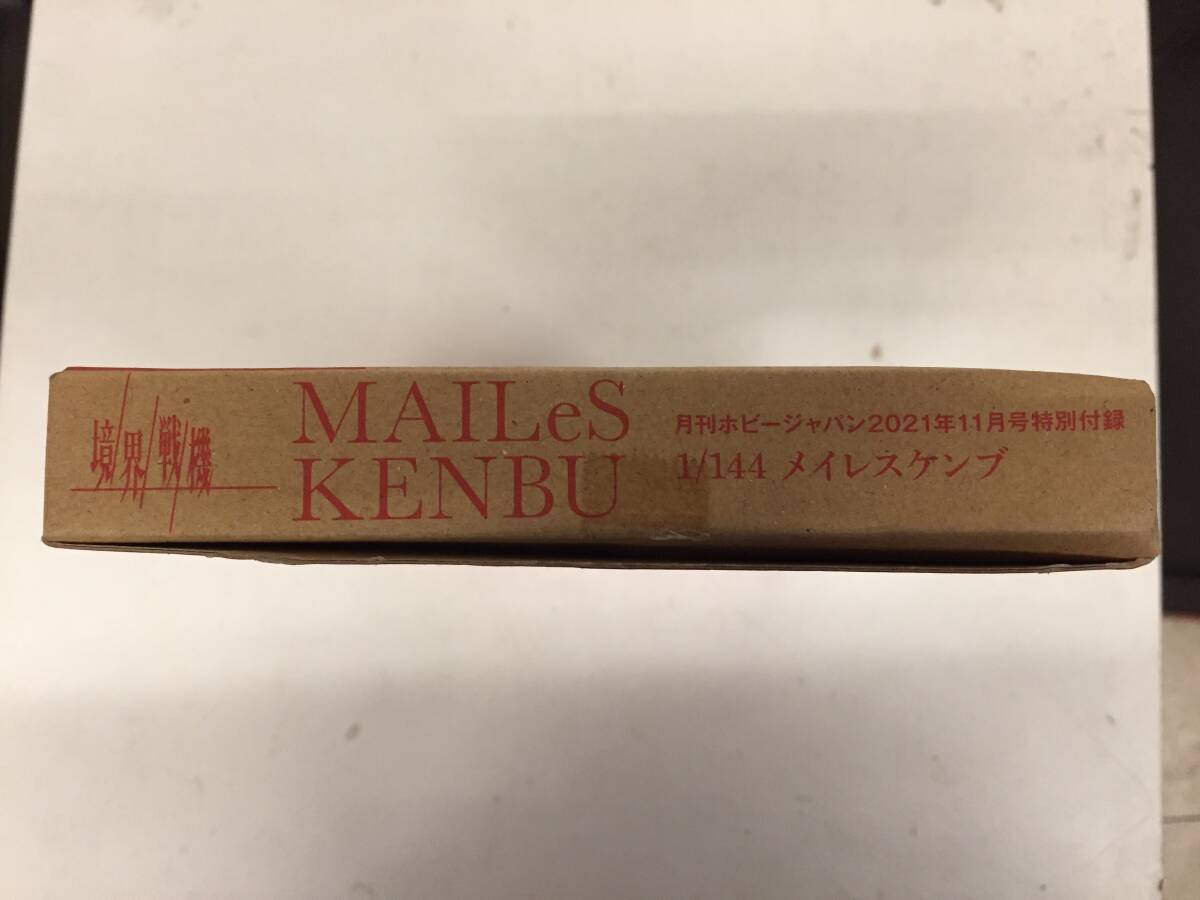 境界戦機
MAILeS
KENBU
月刊ホビージャパン2021年11月号特別付録
1/144 メイレスケンブ